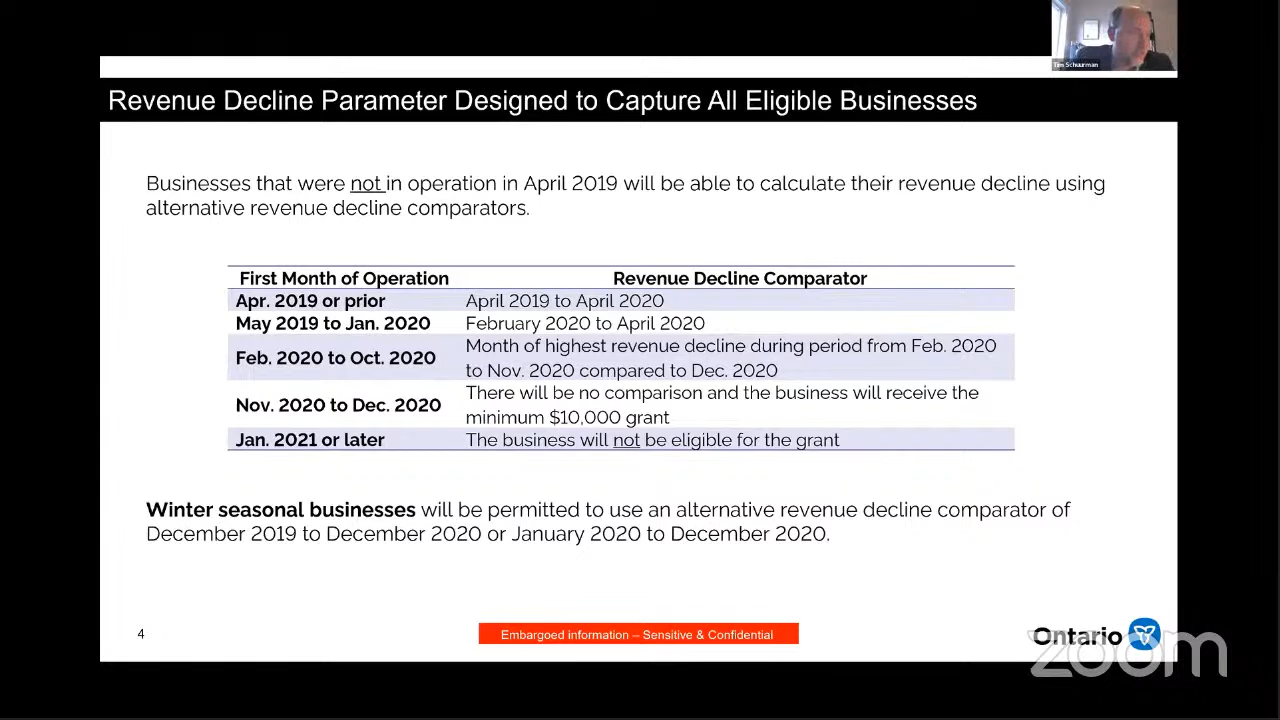 Tim Schuurman
Revenue Decline Parameter Designed to Capture All Eligible Businesses
Businesses that were not in operation in April 2019 will be able to calculate their revenue decline using
alternative revenue decline comparators.
First Month of Operation Revenue Decline Comparator
Apr. 2019 or prior April 2019 to April 2020
May 2019 to Jan. 2020 February 2020 to April 2020
Feb. 2020 to Oct. 2020 Month of highest revenue decline during period from Feb. 2020
to Nov. 2020 compared to Dec. 2020
Nov. 2020 to Dec. 2020 There will be no comparison and the business will receive the
minimum $10,000 grant
Jan. 2021 or later The business will not be eligible for the grant
Winter seasonal businesses will be permitted to use an alternative revenue decline comparator of
December 2019 to December 2020 or January 2020 to December 2020.
4
Embargoed information – Sensitive & Confidential
Ontario
zoom